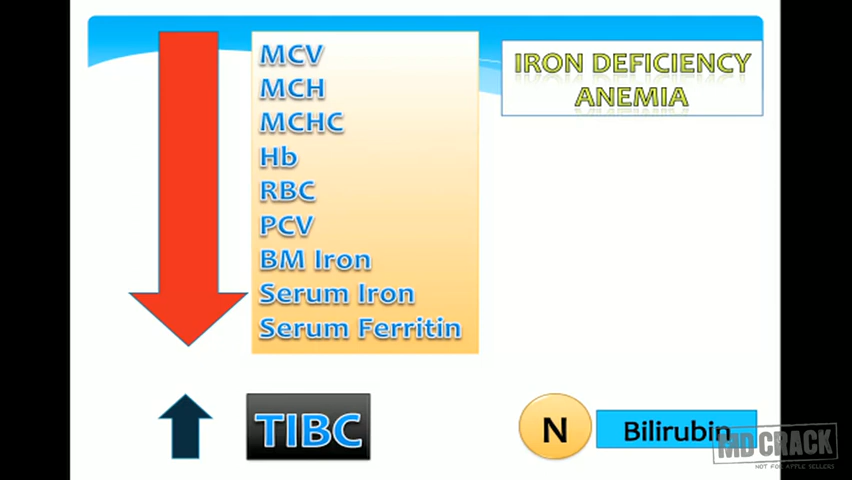 MCV
MCH
MCHC
Hb
RBC
PCV
BM Iron
Serum Iron
Serum Ferritin
IRON DEFICIENCY
ANEMIA
TIBC
N
Bilirubin
MD CRACK
NOT FOR APPLE SELLERS